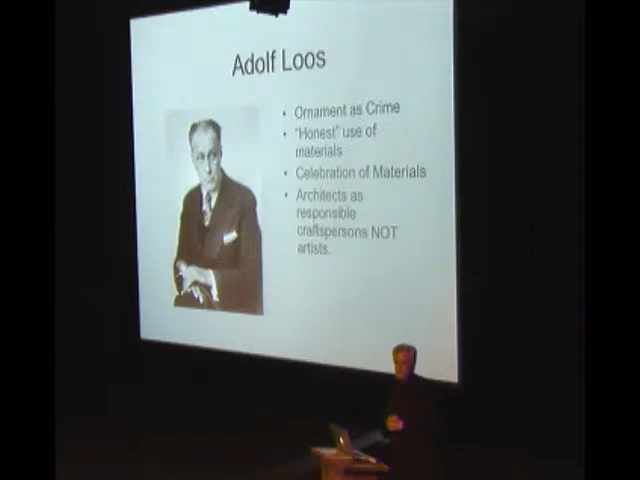 Adolf Loos
• Ornament as Crime
• "Honest" use of
materials
• Celebration of Materials
• Architects as
responsible
craftspersons NOT
artists.